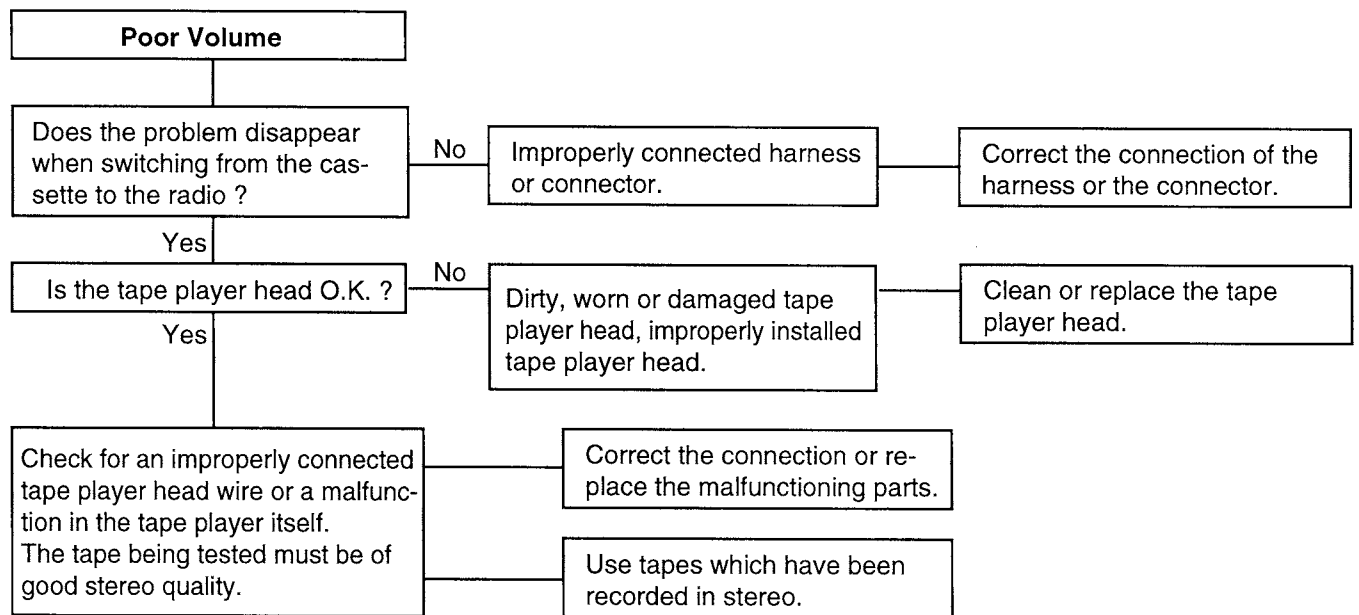 Poor Volume
Does the problem disappear
when switching from the cas-
sette to the radio ?
No
Improperly connected harness
or connector.
Correct the connection of the
harness or the connector.
Yes
Is the tape player head O.K. ?
No
Dirty, worn or damaged tape
player head, improperly installed
tape player head.
Clean or replace the tape
player head.
Yes
Check for an improperly connected
tape player head wire or a malfunc-
tion in the tape player itself.
The tape being tested must be of
good stereo quality.
Correct the connection or re-
place the malfunctioning parts.
Use tapes which have been
recorded in stereo.